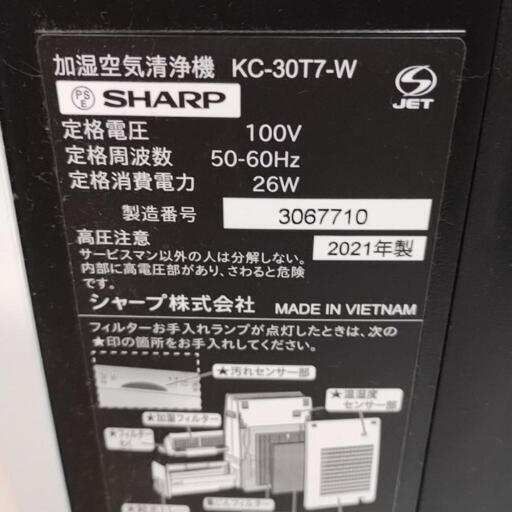 加湿空気清浄機 KC-30T7-W
PSE SHARP
JET
定格電圧 100V
定格周波数 50-60Hz
定格消費電力 26W
製造番号 3067710
高圧注意 2021年製
サービスマン以外の人は分解しない。
内部に高電圧部があり、さわると危険
です。
シャープ株式会社 MADE IN VIETNAM
フィルターお手入れランプが点灯したときは、次の
★印の箇所をお手入れしてください。
★汚れセンサー部
★温湿度
センサー部
★加湿フィルター
★フィルター
わく